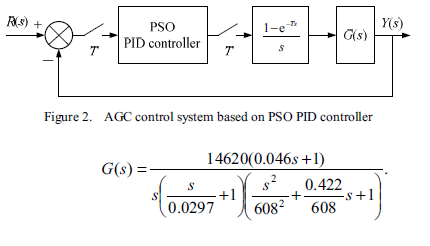 R(s) + PSO PID controller 1−e^{−Ts} / s G(s) Y(s)
− T T
Figure 2. AGC control system based on PSO PID controller
G(s) = 14620(0.046s+1) / s(s/0.0297 +1)(s²/608² + 0.422/608 s+1).